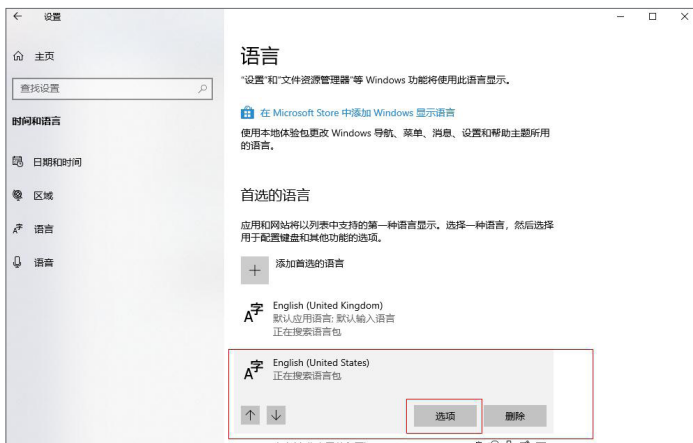 设置
主页
查找设置
时间和语言
日期和时间
区域
语言
语音
语言
"设置"和"文件资源管理器"等 Windows 功能将使用此语言显示。
在 Microsoft Store 中添加 Windows 显示语言
使用本地体验包更改 Windows 导航、菜单、消息、设置和帮助主题所用
的语言。
首选的语言
应用和网站将以列表中支持的第一种语言显示。选择一种语言，然后选择
用于配置键盘和其他功能的选项。
添加首选的语言
English (United Kingdom)
默认应用语言; 默认输入语言
正在搜索语言包
English (United States)
正在搜索语言包
选项
删除